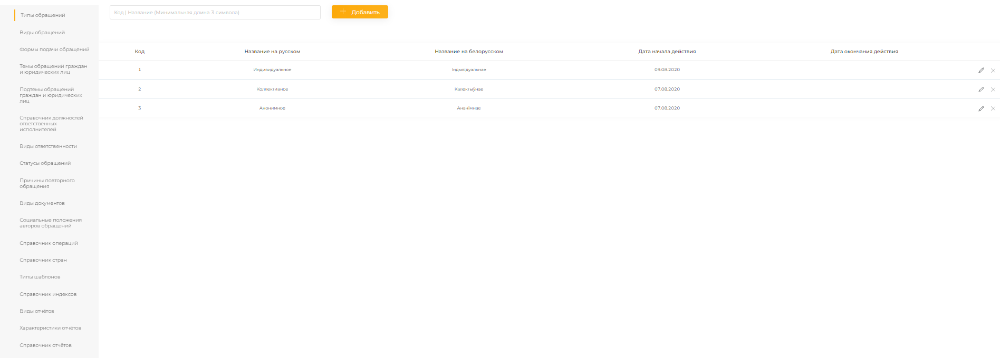 Типы обращений
Виды обращений
Формы подачи обращений
Темы обращений граждан
и юридических лиц
Подтемы обращений
граждан и юридических
лиц
Справочник должностей
ответственных
исполнителей
Виды ответственности
Статусы обращений
Причины повторного
обращения
Виды документов
Социальные положения
авторов обращений
Справочник операций
Справочник стран
Типы шаблонов
Справочник индексов
Виды отчётов
Характеристики отчётов
Справочник отчётов
Код | Название (Минимальная длина 3 символа)
Добавить
Код Название на русском Название на белорусском Дата начала действия Дата окончания действия
1 Индивидуальное Індывідуальнае 09.08.2020
2 Коллективное Калектыўнае 07.08.2020
3 Анонимное Ананімнае 07.08.2020